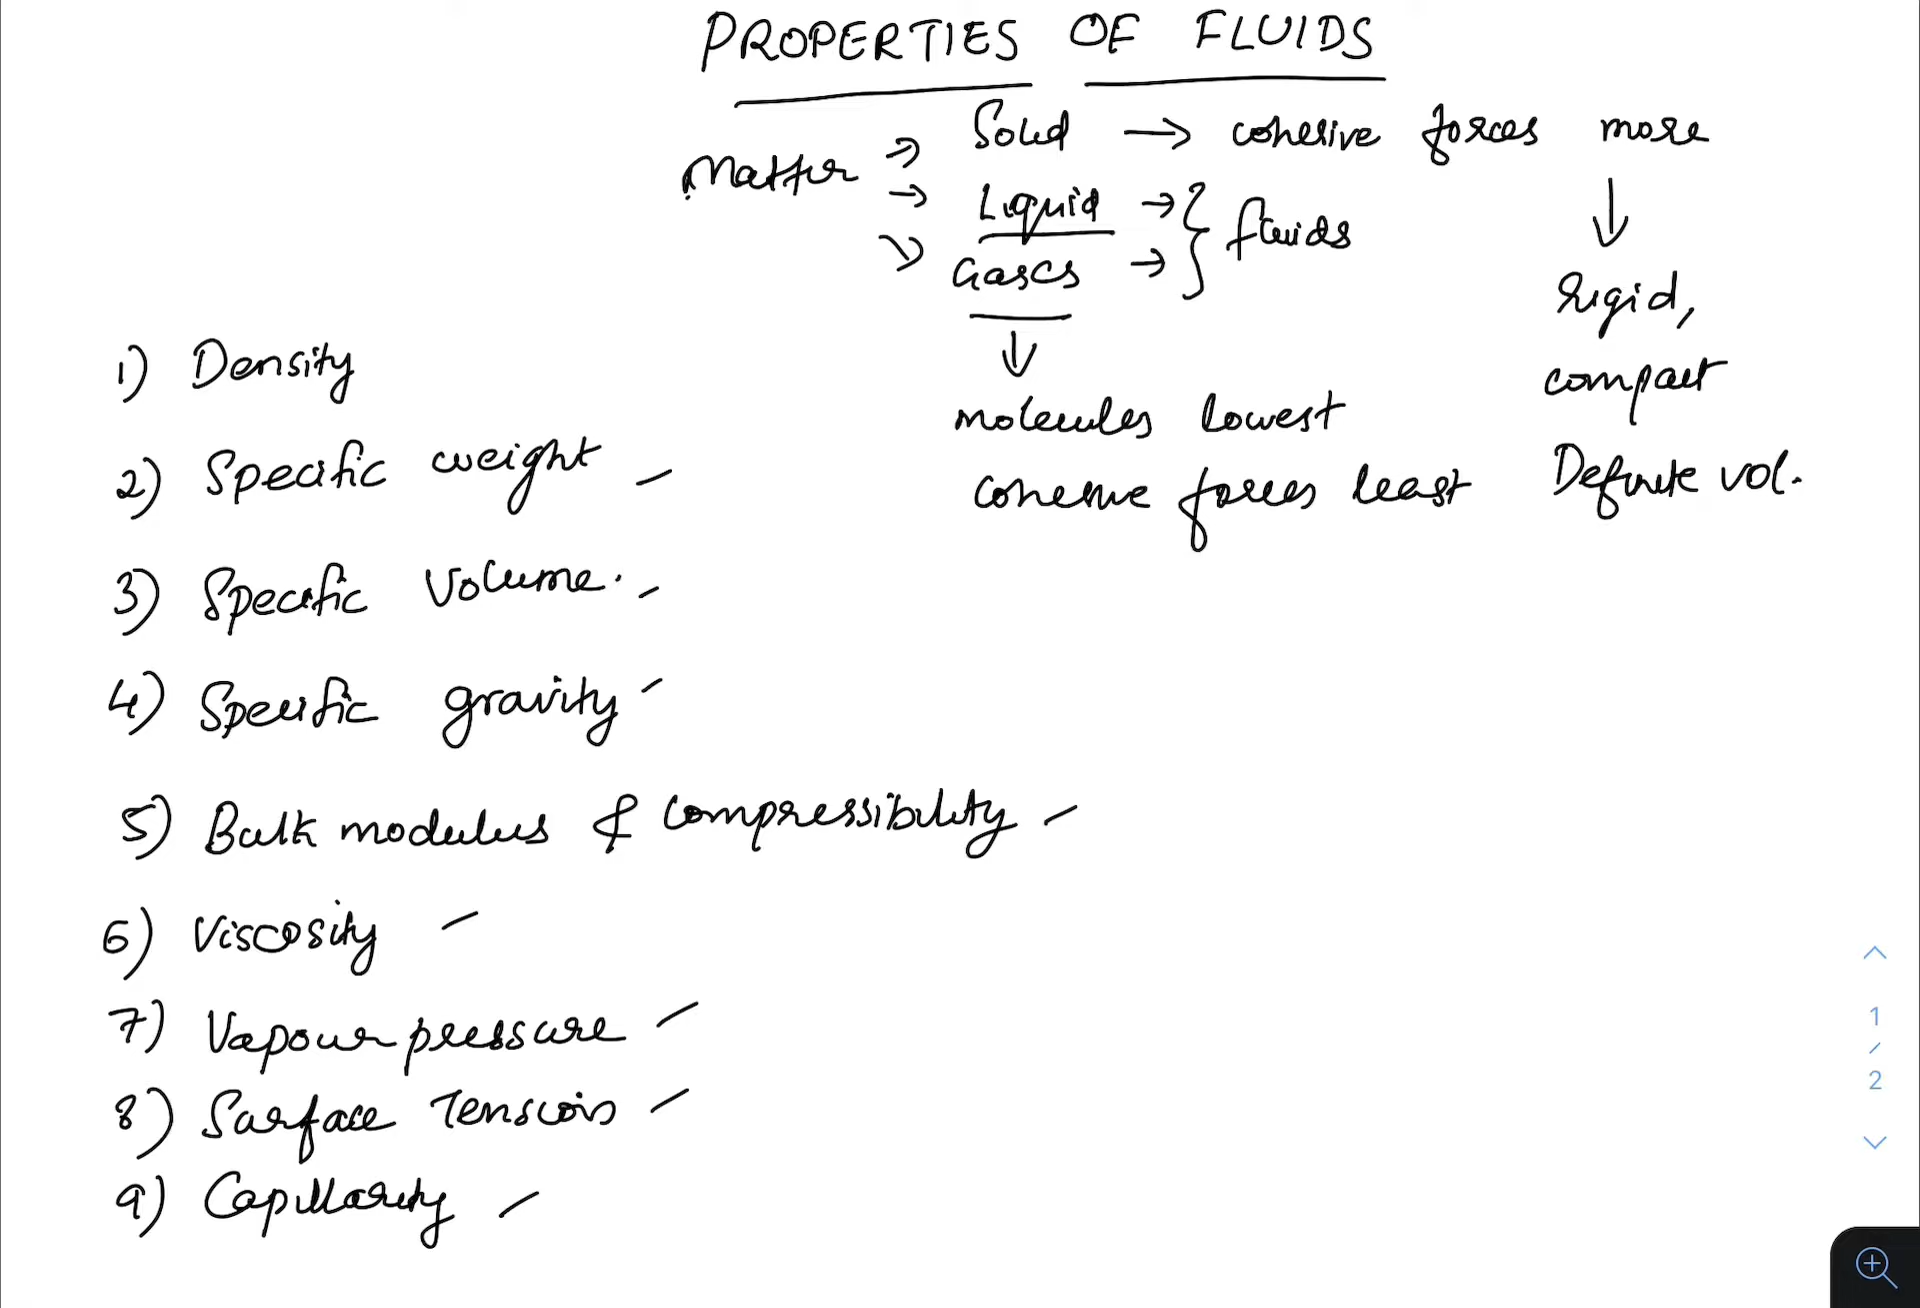 PROPERTIES OF FLUIDS
Matter → Solid → cohesive forces more
→ Liquid → } fluids
→ Gases →
↓
Rigid,
compact
Definite vol.
↓
molecules lowest
cohesive forces least
1) Density
2) Specific weight
3) Specific Volume.
4) Specific gravity
5) Bulk modulus & compressibility
6) Viscosity
7) Vapour pressure
8) Surface Tension
9) Capillarity
1
/
2